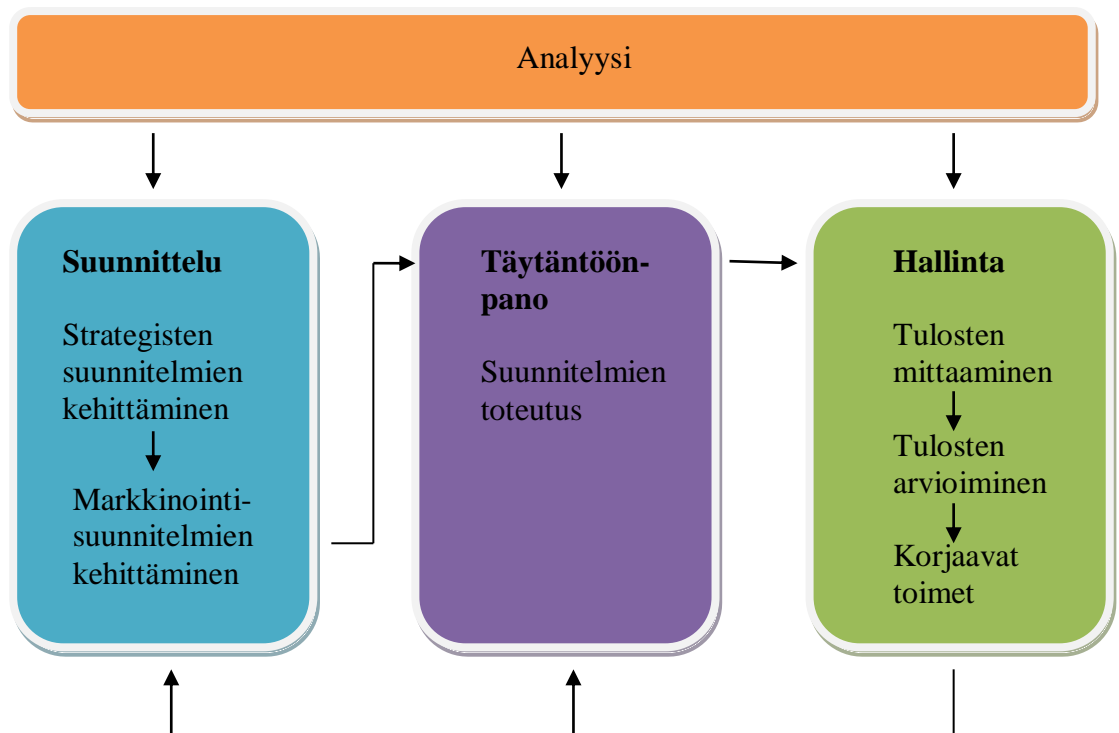 Analyysi
Suunnittelu
Strategisten
suunnitelmien
kehittäminen
Markkinointi-
suunnitelmien
kehittäminen
Täytäntöön-
pano
Suunnitelmien
toteutus
Hallinta
Tulosten
mittaaminen
Tulosten
arvioiminen
Korjaavat
toimet